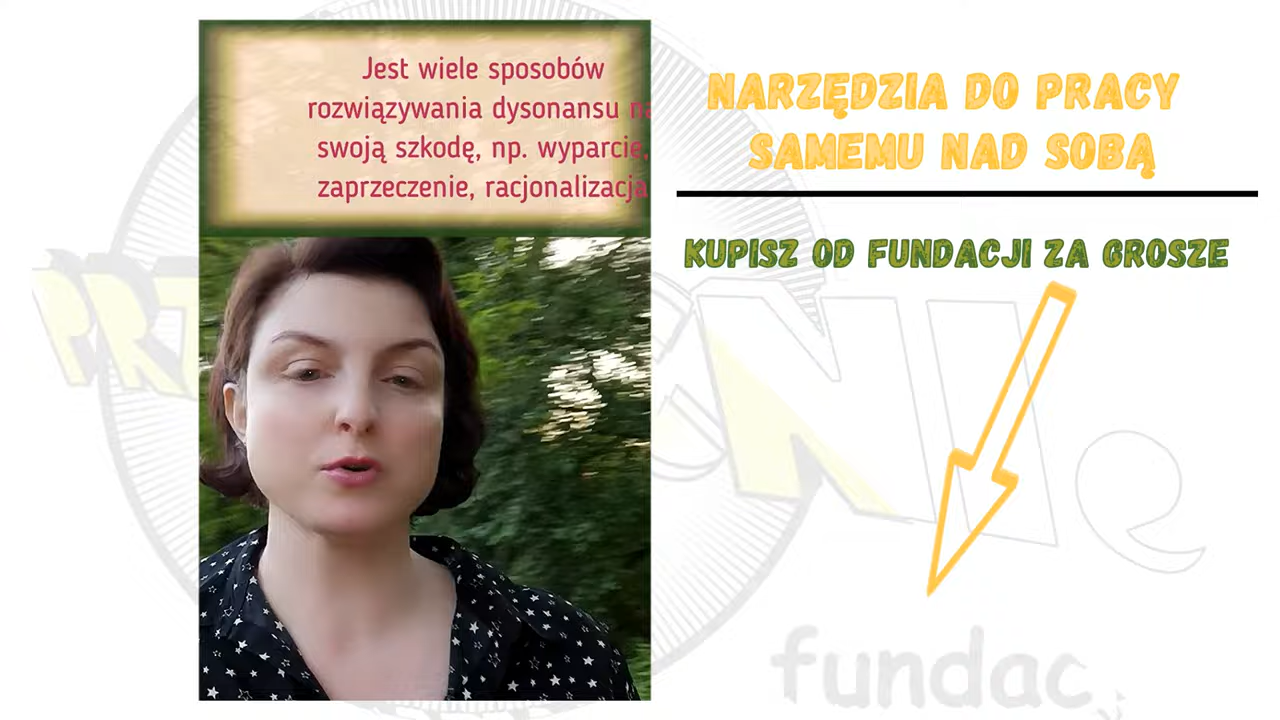 Jest wiele sposobów
rozwiązywania dysonansu na
swoją szkodę, np. wyparcie,
zaprzeczenie, racjonalizacja
NARZĘDZIA DO PRACY
SAMEMU NAD SOBĄ
KUPISZ OD FUNDACJI ZA GROSZE